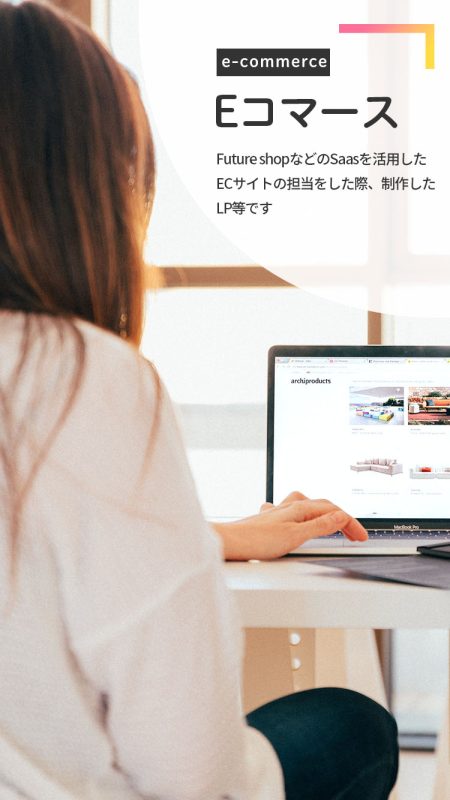 e-commerce
Eコマース
Future shopなどのSaasを活用した
ECサイトの担当をした際、制作した
LP等です
archiproducts
MacBook Pro